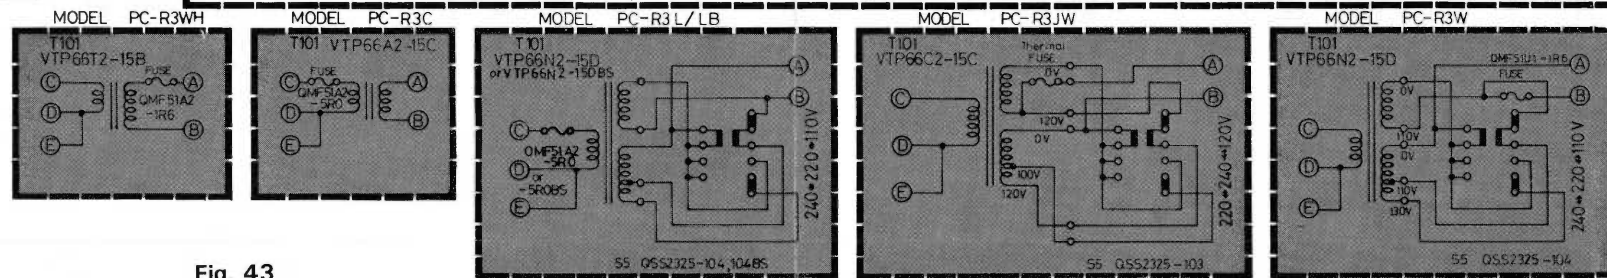 MODEL PC-R3WH
T101
VTP66T2-15B
FUSE
C
A
QMF51A2
-1R6
D
B
E
MODEL PC-R3C
T101 VTP66A2-15C
C
FUSE
A
QMF51A2
-5R0
D
B
E
MODEL PC-R3 L/LB
T101
VTP66N2-15D
or VTP66N2-15DBS
A
B
C
QMF51A2
-5R0
D
or
-5R0BS
E
240↔220↔110V
S5 QSS2325-104,104BS
MODEL PC-R3JW
T101
VTP66C2-15C
Thermal
FUSE
0V
A
C
B
120V
0V
D
100V
E
120V
220↔240↔120V
S5 QSS2325-103
MODEL PC-R3W
T101
VTP66N2-15D
QMF51U1-1R6
A
FUSE
0V
C
B
110V
0V
D
110V
E
130V
240↔220↔110V
S5 QSS2325-104
Fig. 43